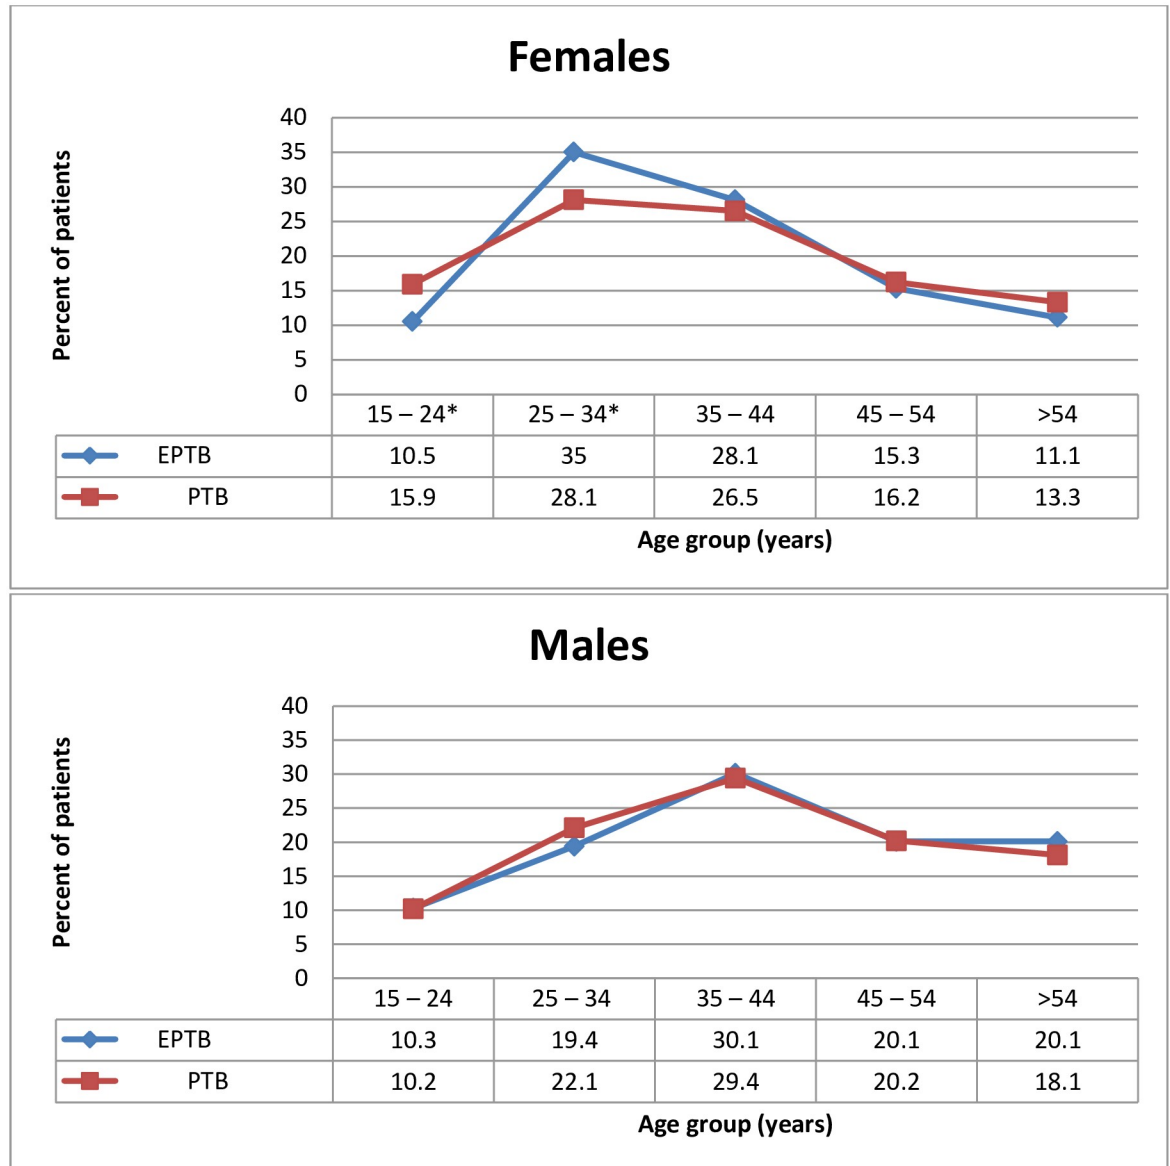 Females
Percent of patients
40
35
30
25
20
15
10
5
0
15 – 24* 25 – 34* 35 – 44 45 – 54 >54
EPTB 10.5 35 28.1 15.3 11.1
PTB 15.9 28.1 26.5 16.2 13.3
Age group (years)
Males
Percent of patients
40
35
30
25
20
15
10
5
0
15 – 24 25 – 34 35 – 44 45 – 54 >54
EPTB 10.3 19.4 30.1 20.1 20.1
PTB 10.2 22.1 29.4 20.2 18.1
Age group (years)